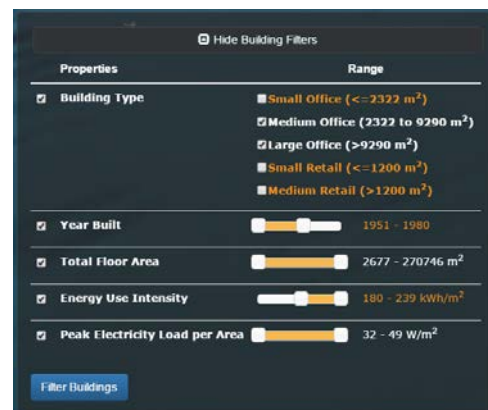 Hide Building Filters
Properties Range
Building Type Small Office (<=2322 m²)
Medium Office (2322 to 9290 m²)
Large Office (>9290 m²)
Small Retail (<=1200 m²)
Medium Retail (>1200 m²)
Year Built 1951 - 1980
Total Floor Area 2677 - 270746 m²
Energy Use Intensity 180 - 239 kWh/m²
Peak Electricity Load per Area 32 - 49 W/m²
Filter Buildings